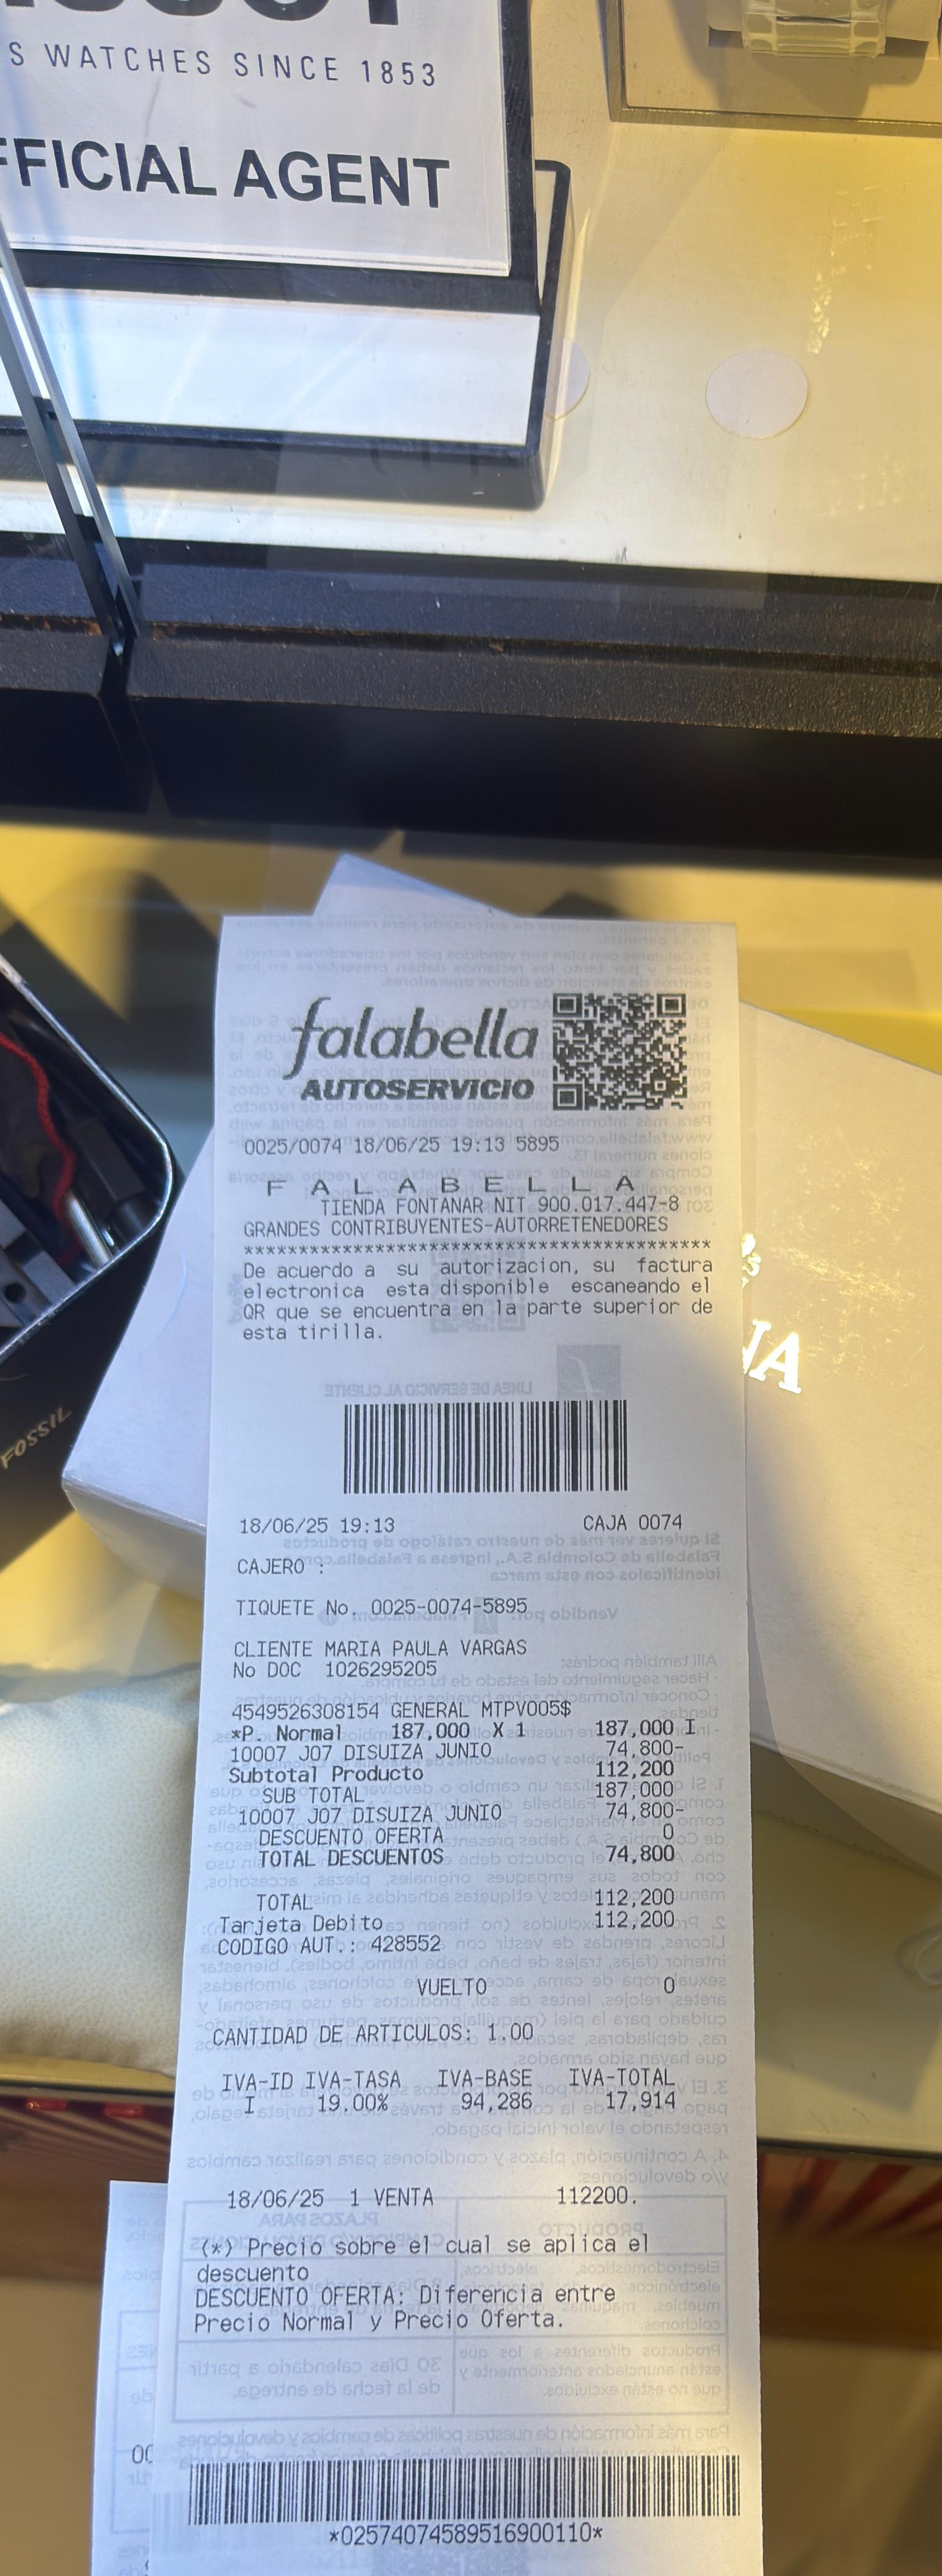 S WATCHES SINCE 1853
FFICIAL AGENT
falabella
AUTOSERVICIO
0025/0074 18/06/25 19:13 5895
F A L A B E L L A
TIENDA FONTANAR NIT 900.017.447-8
GRANDES CONTRIBUYENTES-AUTORRETENEDORES
******************************************
De acuerdo a su autorizacion, su factura
electronica esta disponible escaneando el
QR que se encuentra en la parte superior de
esta tirilla.
NA
FOSSIL
18/06/25 19:13 CAJA 0074
CAJERO :
TIQUETE No. 0025-0074-5895
CLIENTE MARIA PAULA VARGAS
No DOC 1026295205
4549526308154 GENERAL MTPV005$
*P. Normal 187,000 X 1 187,000 I
10007 J07 DISUIZA JUNIO 74,800-
Subtotal Producto 112,200
SUB TOTAL 187,000
10007 J07 DISUIZA JUNIO 74,800-
DESCUENTO OFERTA 0
TOTAL DESCUENTOS 74,800
TOTAL 112,200
Tarjeta Debito 112,200
CODIGO AUT.: 428552
VUELTO 0
CANTIDAD DE ARTICULOS: 1.00
IVA-ID IVA-TASA IVA-BASE IVA-TOTAL
I 19.00% 94,286 17,914
18/06/25 1 VENTA 112200.
(*) Precio sobre el cual se aplica el
descuento
DESCUENTO OFERTA: Diferencia entre
Precio Normal y Precio Oferta.
*02574074589516900110*